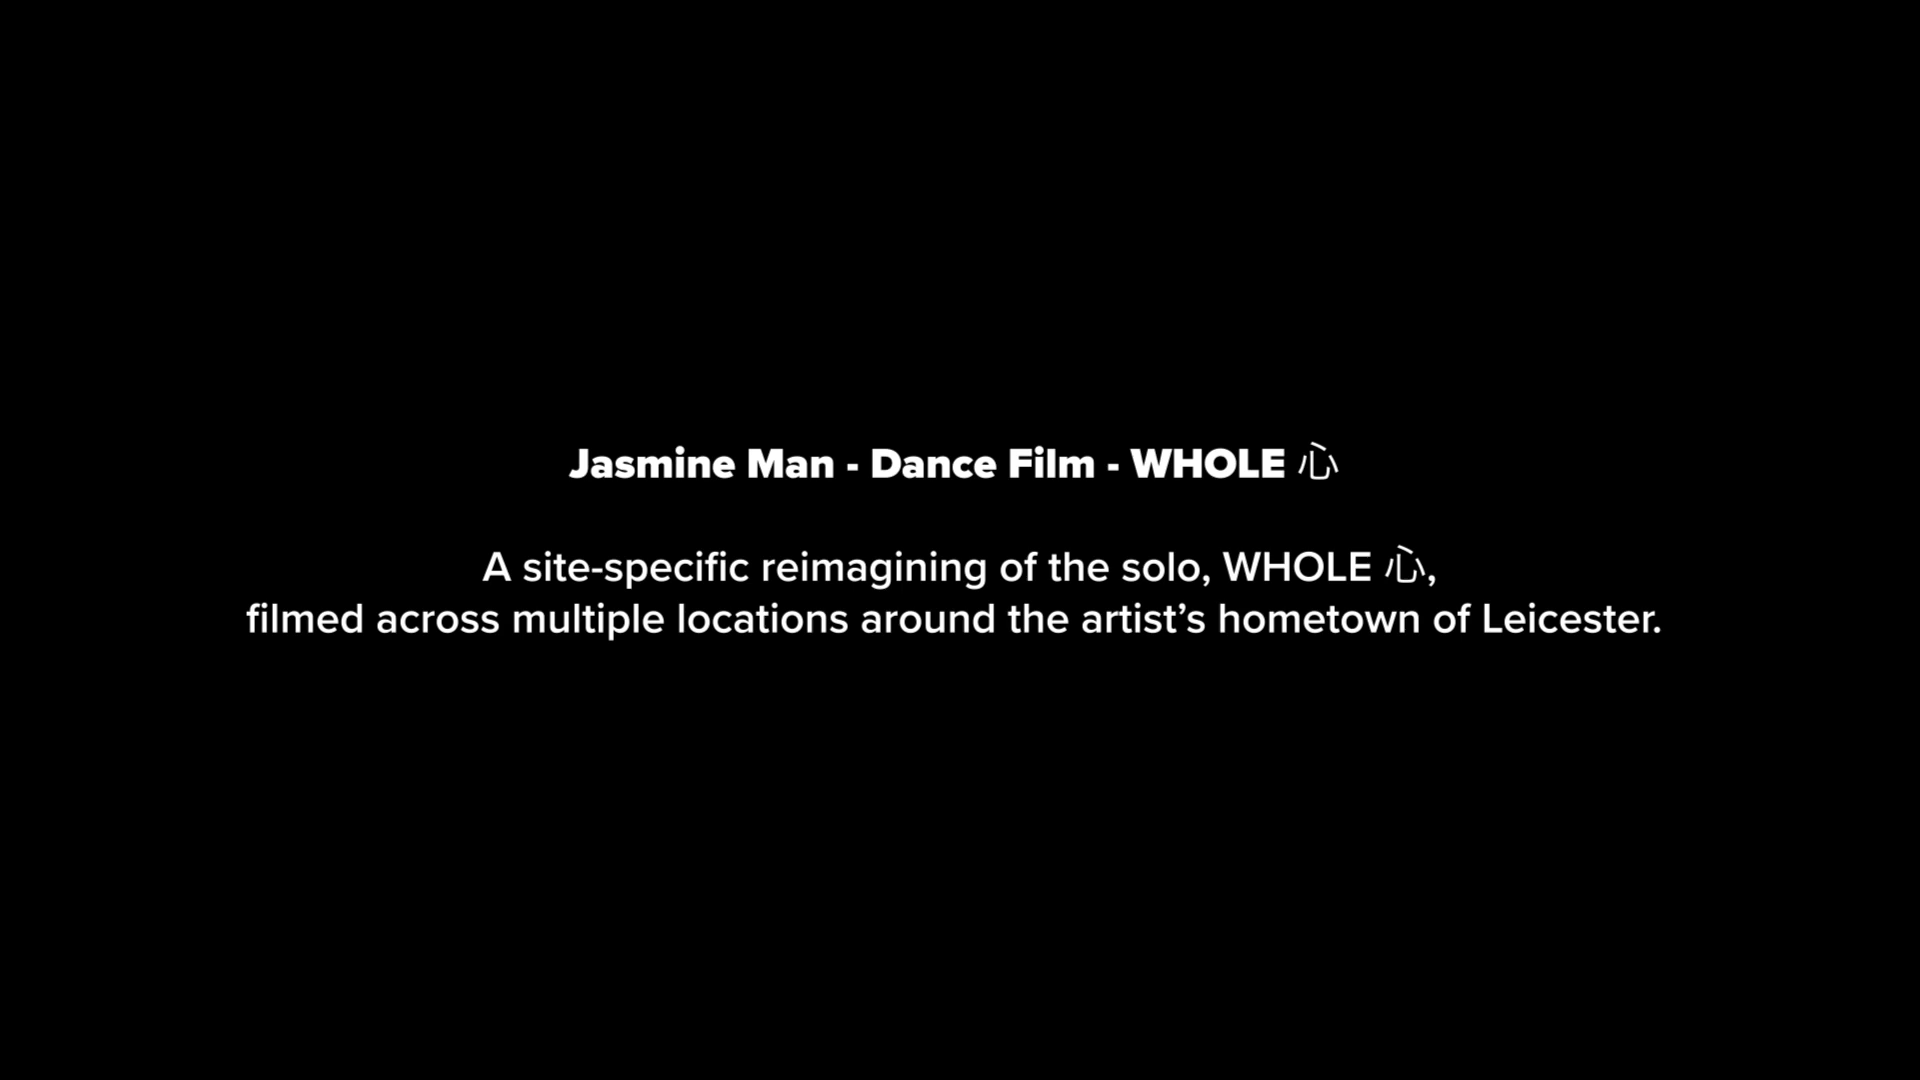 Jasmine Man - Dance Film - WHOLE 心
A site-specific reimagining of the solo, WHOLE 心,
filmed across multiple locations around the artist’s hometown of Leicester.